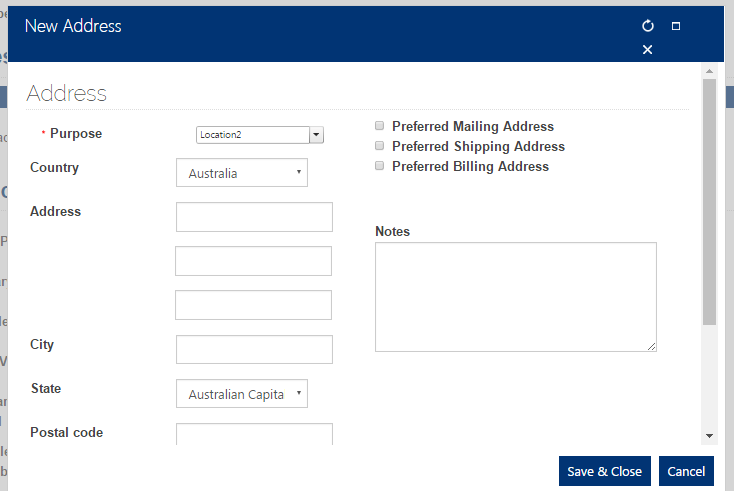 New Address
Address
* Purpose
Location2
Country
Australia
Address
City
State
Australian Capita
Postal code
Preferred Mailing Address
Preferred Shipping Address
Preferred Billing Address
Notes
Save & Close
Cancel